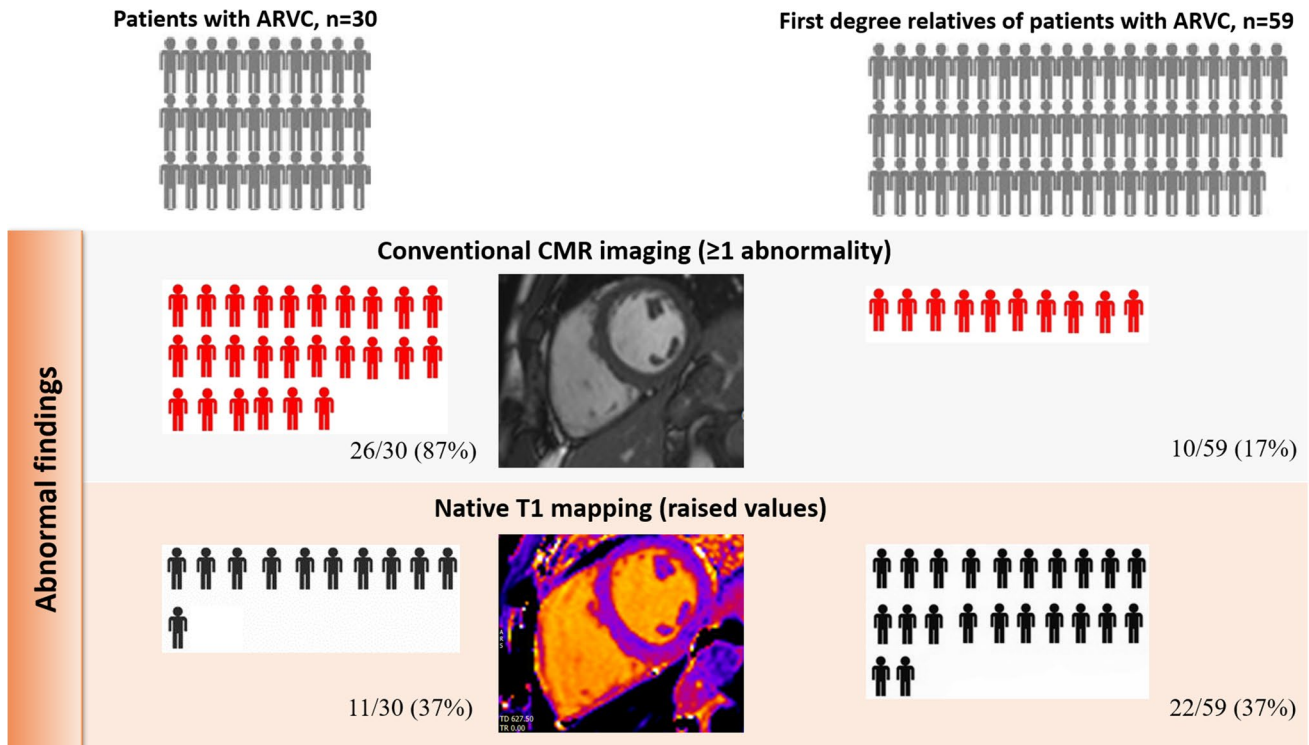 Patients with ARVC, n=30
First degree relatives of patients with ARVC, n=59
Abnormal findings
Conventional CMR imaging (≥1 abnormality)
26/30 (87%)
10/59 (17%)
Native T1 mapping (raised values)
A
R
S
TD 627.50
TR 0.00
11/30 (37%)
22/59 (37%)